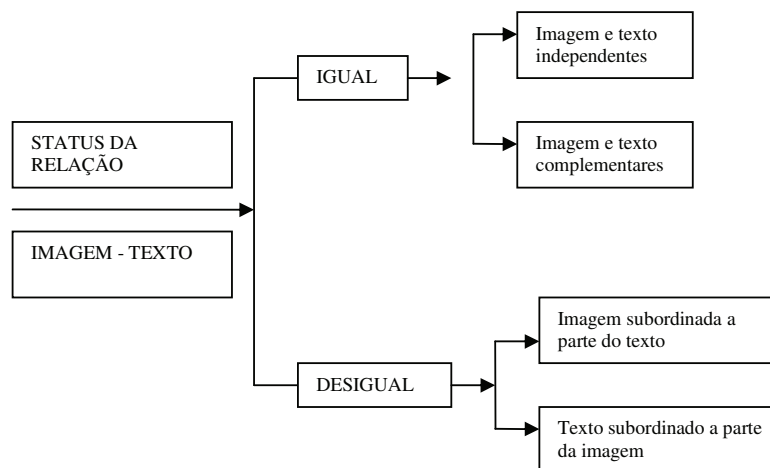 STATUS DA
RELAÇÃO
IMAGEM - TEXTO
IGUAL
Imagem e texto
independentes
Imagem e texto
complementares
DESIGUAL
Imagem subordinada a
parte do texto
Texto subordinado a parte
da imagem